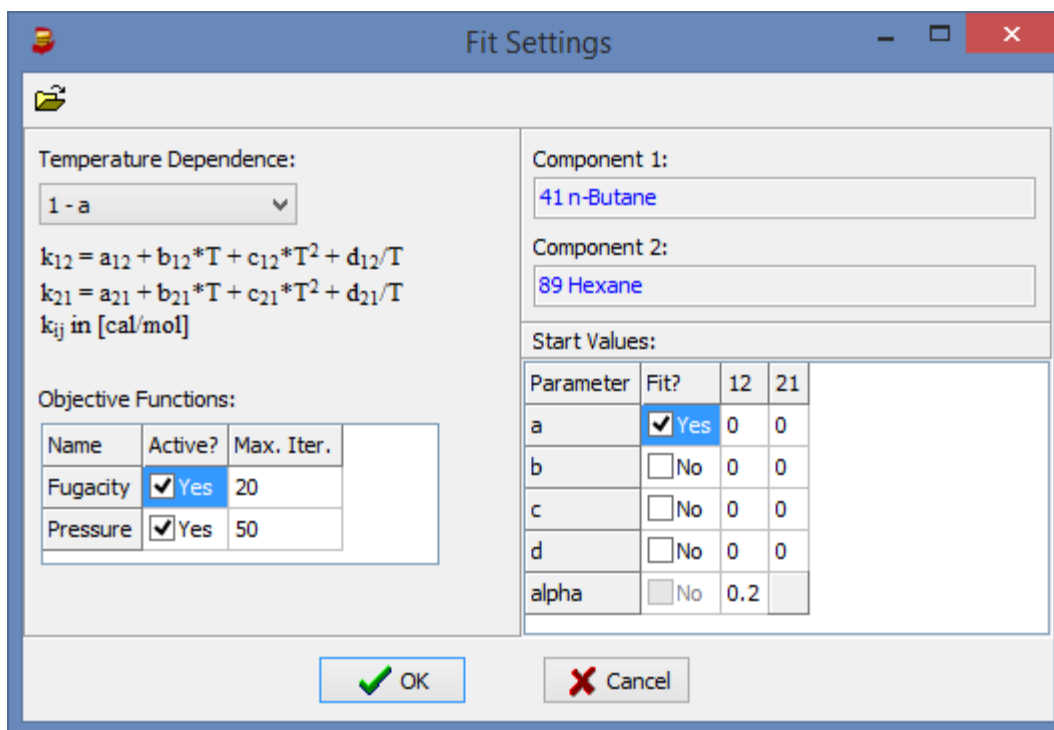 Fit Settings
Temperature Dependence:
1 - a
k12 = a12 + b12*T + c12*T² + d12/T
k21 = a21 + b21*T + c21*T² + d21/T
kij in [cal/mol]
Objective Functions:
Name Active? Max. Iter.
Fugacity Yes 20
Pressure Yes 50
Component 1:
41 n-Butane
Component 2:
89 Hexane
Start Values:
Parameter Fit? 12 21
a Yes 0 0
b No 0 0
c No 0 0
d No 0 0
alpha No 0.2
OK Cancel